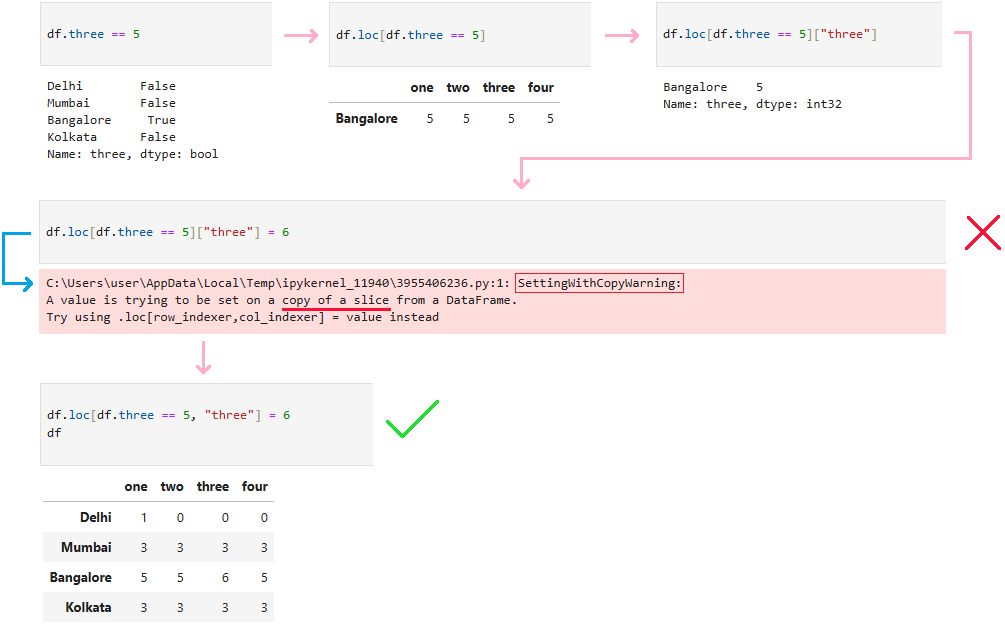 df.three == 5
Delhi False
Mumbai False
Bangalore True
Kolkata False
Name: three, dtype: bool
df.loc[df.three == 5]
one two three four
Bangalore 5 5 5 5
df.loc[df.three == 5]["three"]
Bangalore 5
Name: three, dtype: int32
df.loc[df.three == 5]["three"] = 6
C:\Users\user\AppData\Local\Temp\ipykernel_11940\3955406236.py:1: SettingWithCopyWarning:
A value is trying to be set on a copy of a slice from a DataFrame.
Try using .loc[row_indexer,col_indexer] = value instead
df.loc[df.three == 5, "three"] = 6
df
one two three four
Delhi 1 0 0 0
Mumbai 3 3 3 3
Bangalore 5 5 6 5
Kolkata 3 3 3 3